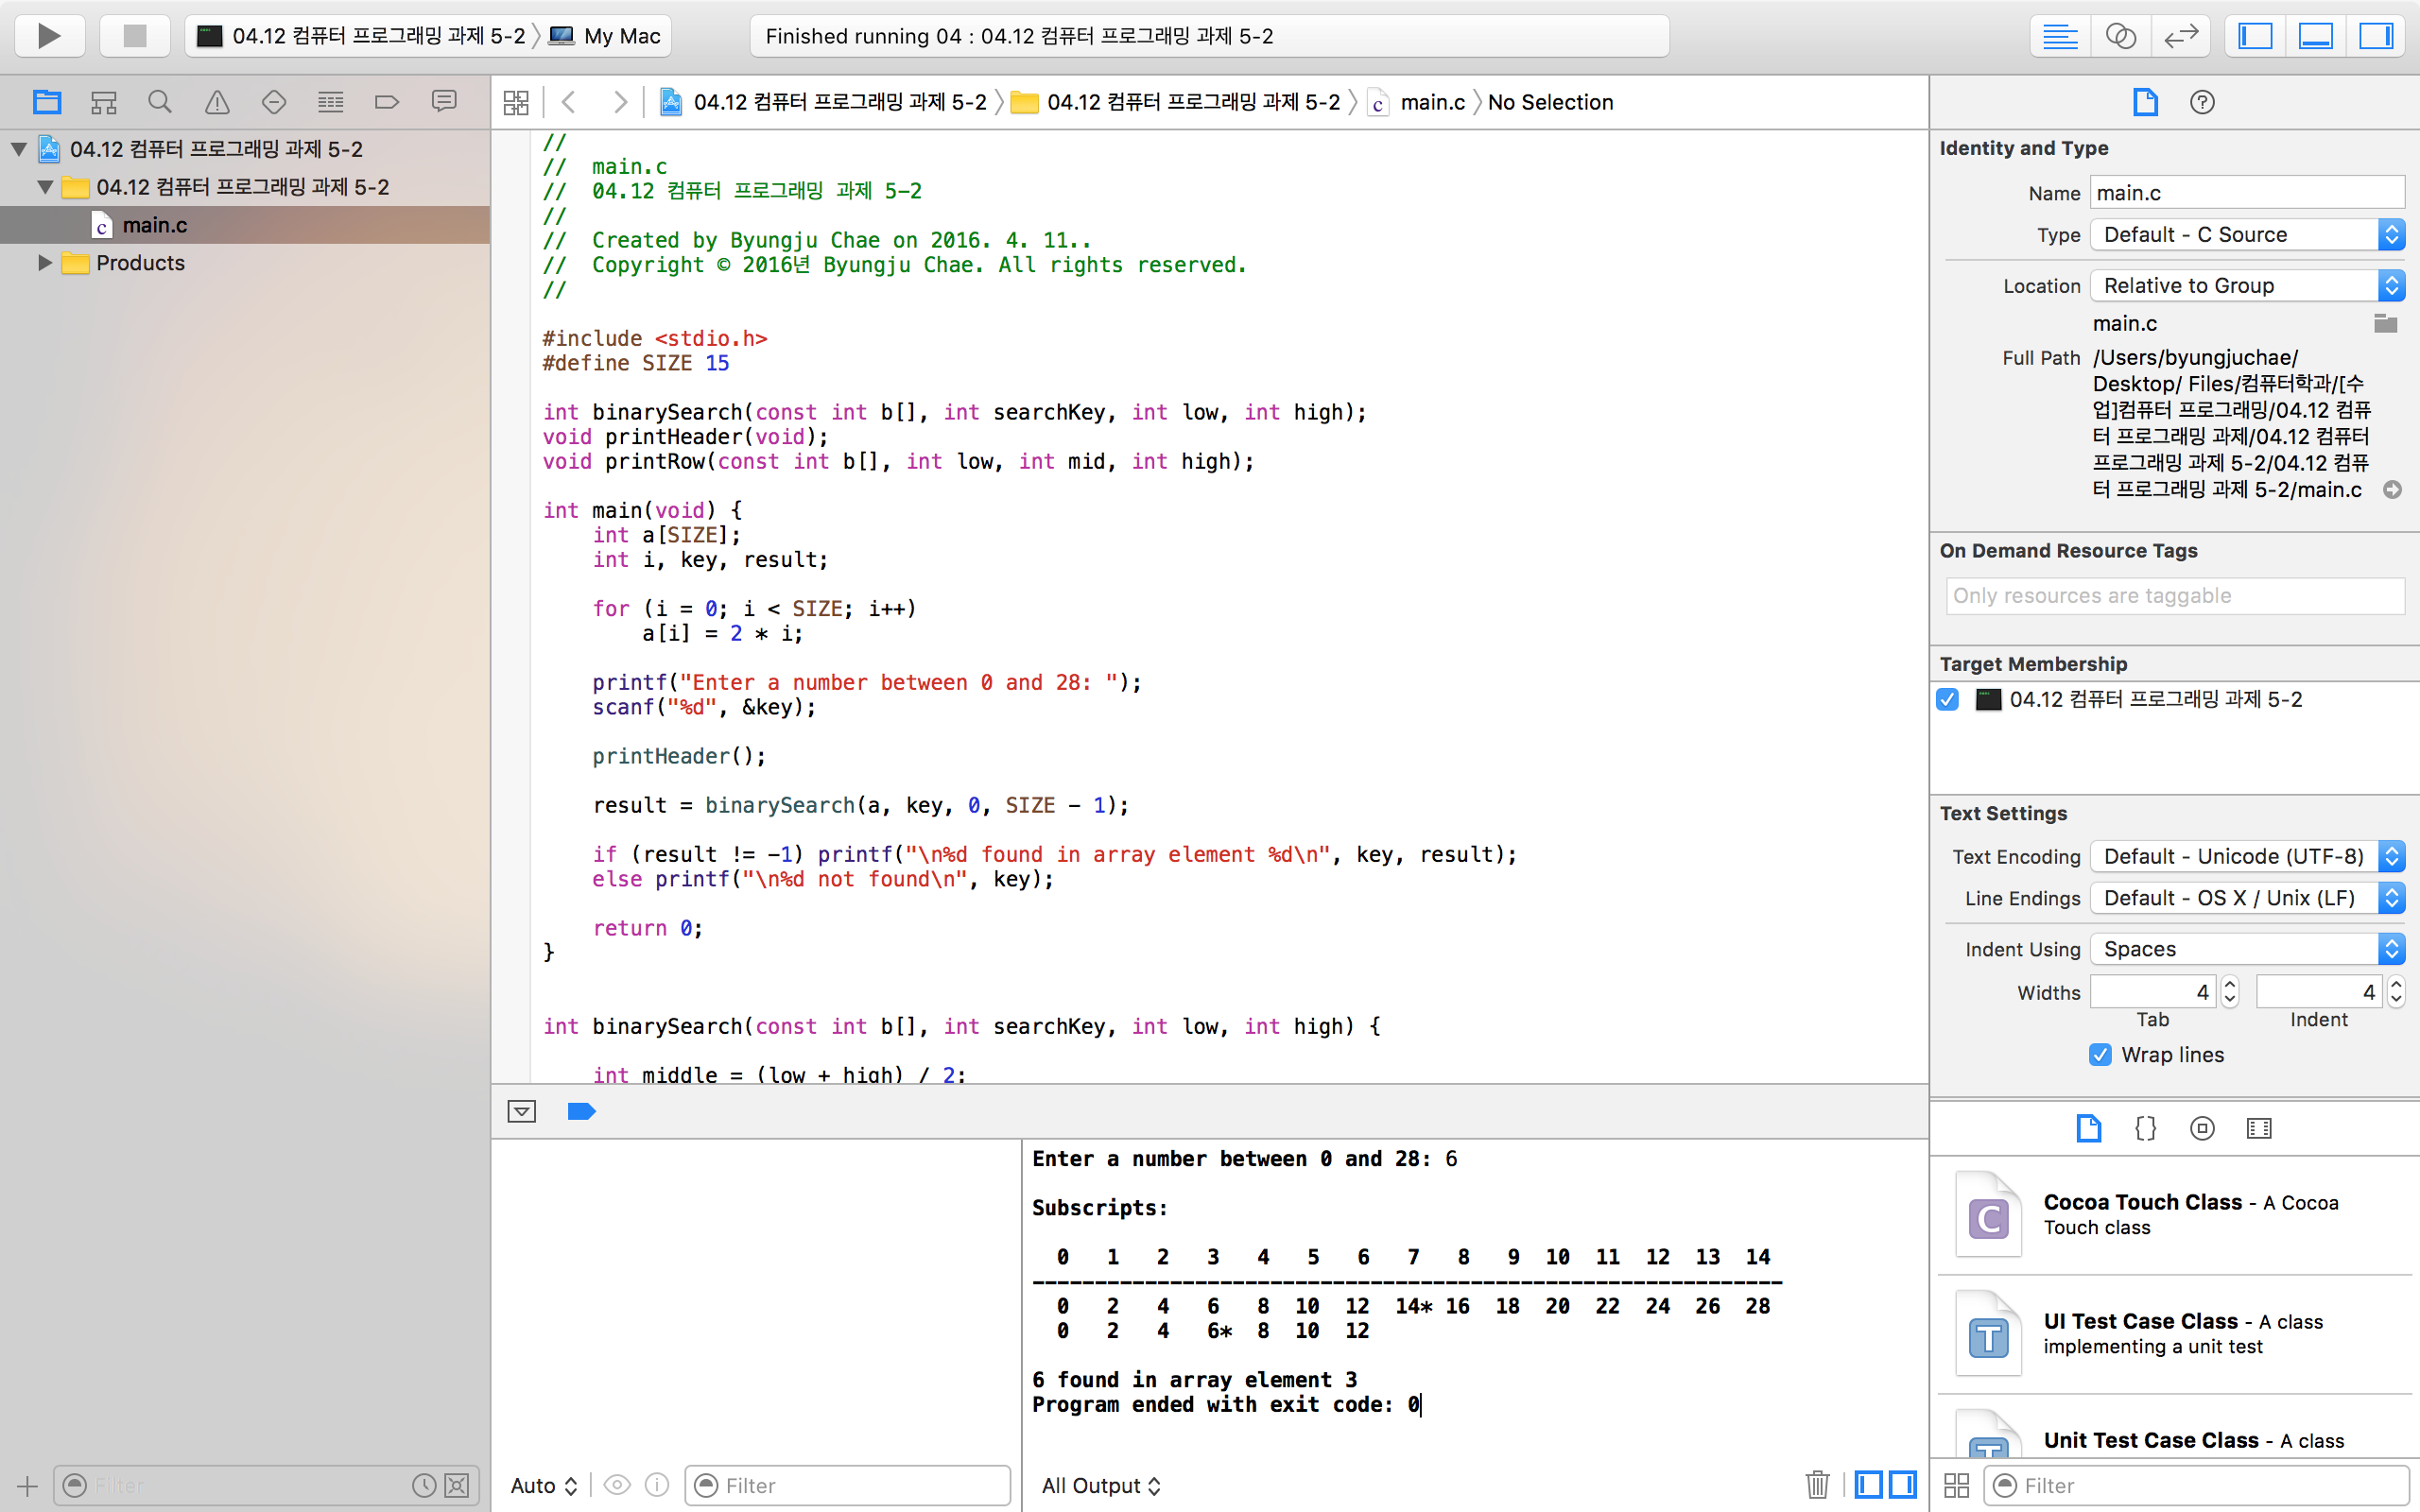 04.12 컴퓨터 프로그래밍 과제 5-2 My Mac
Finished running 04 : 04.12 컴퓨터 프로그래밍 과제 5-2
04.12 컴퓨터 프로그래밍 과제 5-2 04.12 컴퓨터 프로그래밍 과제 5-2 main.c No Selection
04.12 컴퓨터 프로그래밍 과제 5-2
04.12 컴퓨터 프로그래밍 과제 5-2
main.c
Products
Filter
//
//  main.c
//  04.12 컴퓨터 프로그래밍 과제 5-2
//
//  Created by Byungju Chae on 2016. 4. 11..
//  Copyright © 2016년 Byungju Chae. All rights reserved.
//
#include <stdio.h>
#define SIZE 15
int binarySearch(const int b[], int searchKey, int low, int high);
void printHeader(void);
void printRow(const int b[], int low, int mid, int high);
int main(void) {
    int a[SIZE];
    int i, key, result;
    for (i = 0; i < SIZE; i++)
        a[i] = 2 * i;
    printf("Enter a number between 0 and 28: ");
    scanf("%d", &key);
    printHeader();
    result = binarySearch(a, key, 0, SIZE - 1);
    if (result != -1) printf("\n%d found in array element %d\n", key, result);
    else printf("\n%d not found\n", key);
    return 0;
}
int binarySearch(const int b[], int searchKey, int low, int high) {
    int middle = (low + high) / 2;
Auto
Filter
Enter a number between 0 and 28: 6
Subscripts:
  0   1   2   3   4   5   6   7   8   9  10  11  12  13  14
------------------------------------------------------------
  0   2   4   6   8  10  12  14* 16  18  20  22  24  26  28
  0   2   4   6*  8  10  12
6 found in array element 3
Program ended with exit code: 0
All Output
Identity and Type
Name main.c
Type Default - C Source
Location Relative to Group
main.c
Full Path /Users/byungjuchae/
Desktop/ Files/컴퓨터학과/[수
업]컴퓨터 프로그래밍/04.12 컴퓨
터 프로그래밍 과제/04.12 컴퓨터
프로그래밍 과제 5-2/04.12 컴퓨
터 프로그래밍 과제 5-2/main.c
On Demand Resource Tags
Only resources are taggable
Target Membership
04.12 컴퓨터 프로그래밍 과제 5-2
Text Settings
Text Encoding Default - Unicode (UTF-8)
Line Endings Default - OS X / Unix (LF)
Indent Using Spaces
Widths 4 4
Tab Indent
Wrap lines
Cocoa Touch Class - A Cocoa
Touch class
UI Test Case Class - A class
implementing a unit test
Unit Test Case Class - A class
Filter